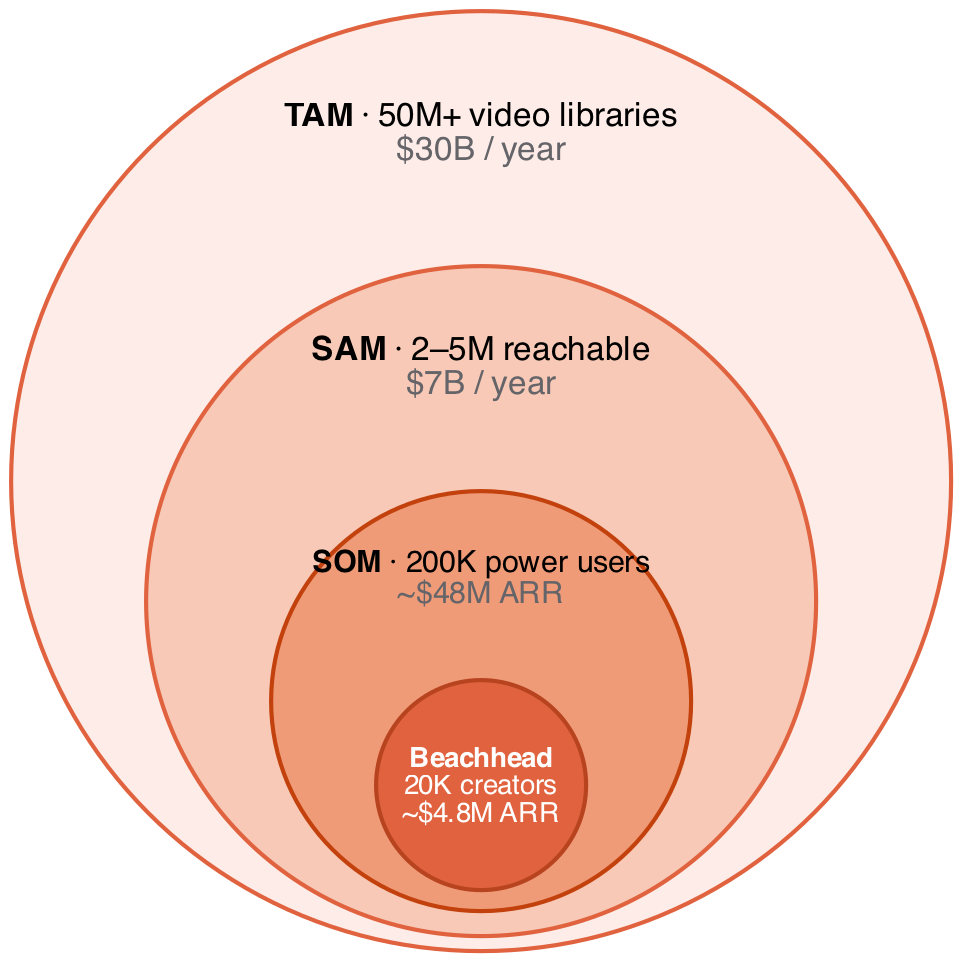 TAM · 50M+ video libraries
$30B / year
SAM · 2–5M reachable
$7B / year
SOM · 200K power users
~$48M ARR
Beachhead
20K creators
~$4.8M ARR